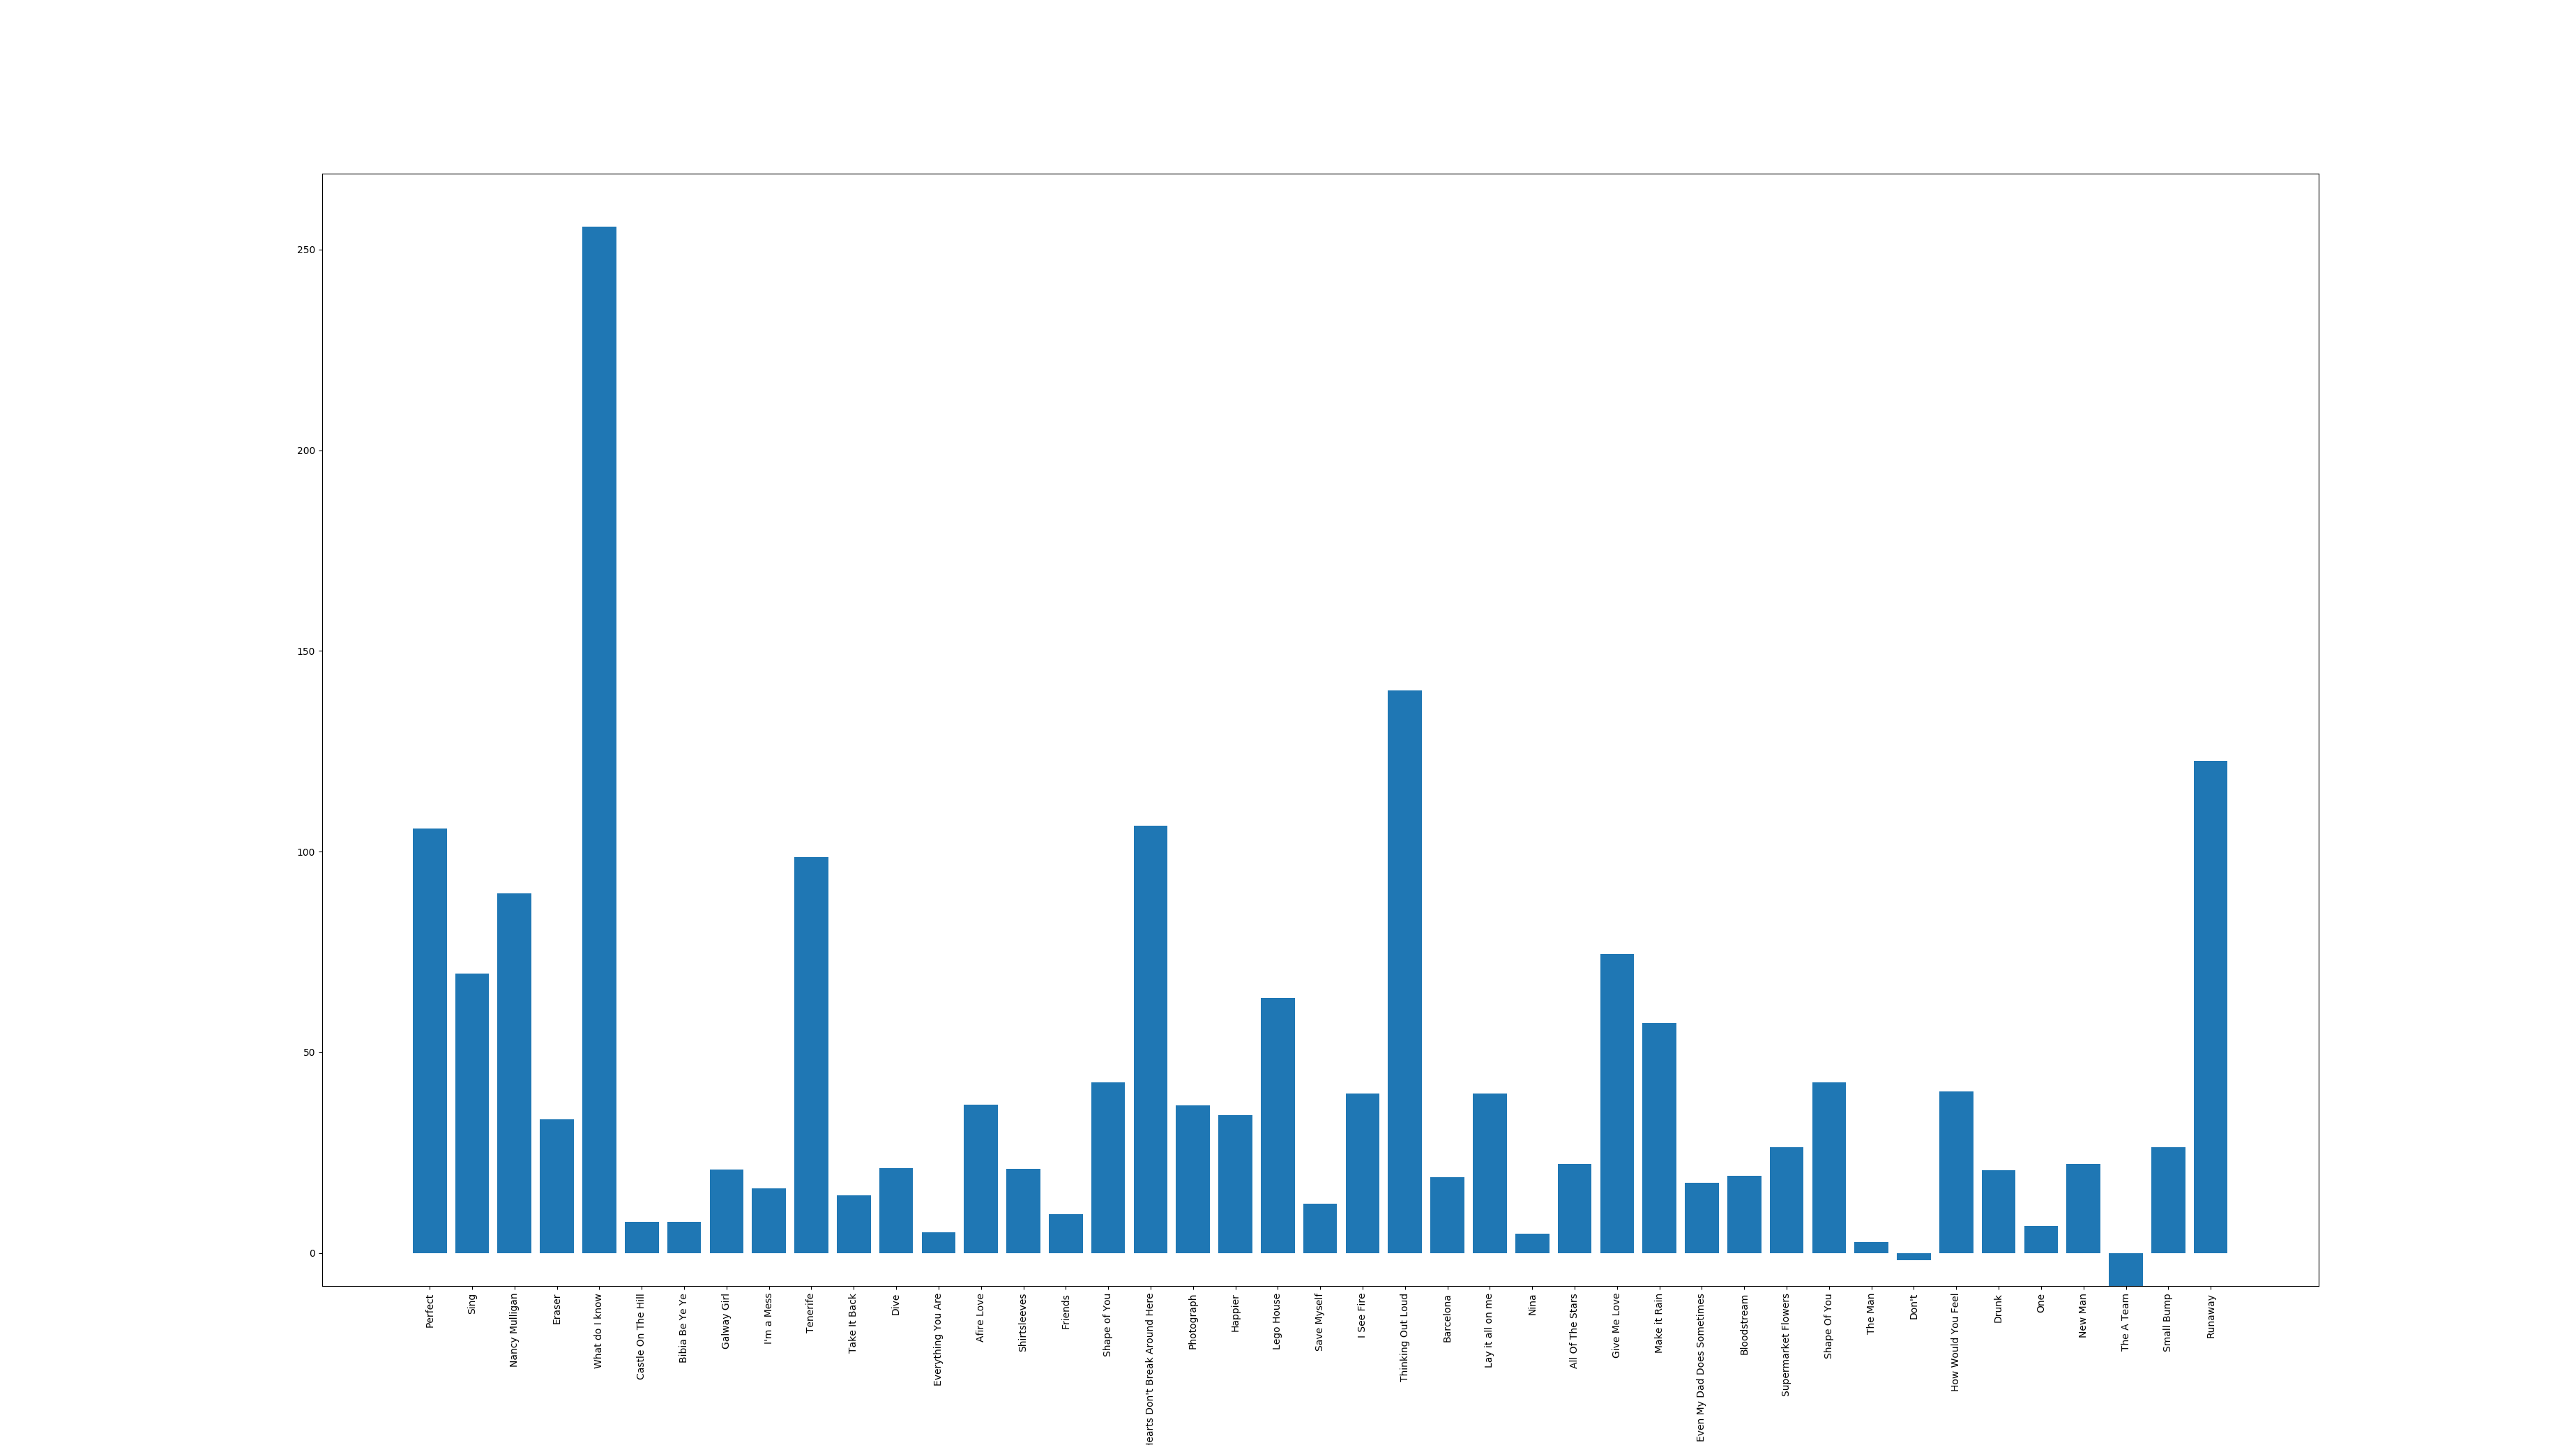 250
200
150
100
50
0
Perfect
Sing
Nancy Mulligan
Eraser
What do I know
Castle On The Hill
Bibia Be Ye Ye
Galway Girl
I'm a Mess
Tenerife
Take It Back
Dive
Everything You Are
Afire Love
Shirtsleeves
Friends
Shape of You
Don't Break Around Here
Photograph
Happier
Lego House
Save Myself
I See Fire
Thinking Out Loud
Barcelona
Lay it all on me
Nina
All Of The Stars
Give Me Love
Make it Rain
Even My Dad Does Sometimes
Bloodstream
Supermarket Flowers
Shape Of You
The Man
Don't
How Would You Feel
Drunk
One
New Man
The A Team
Small Bump
Runaway